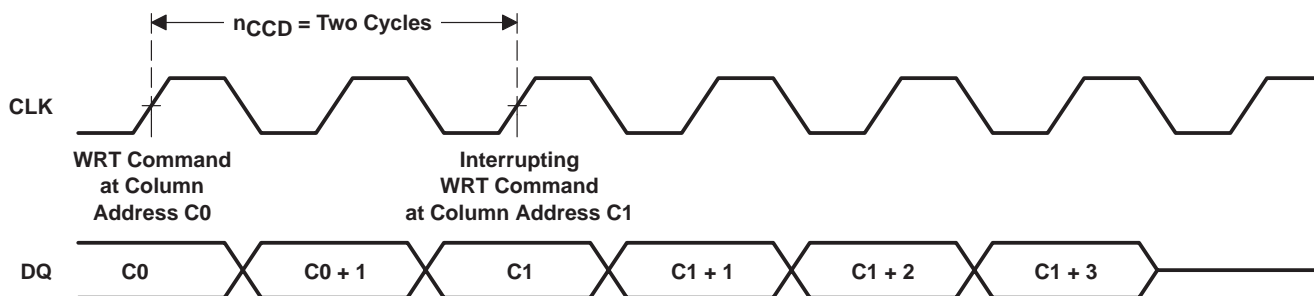 nCCD = Two Cycles
CLK
WRT Command
at Column
Address C0
Interrupting
WRT Command
at Column Address C1
DQ
C0
C0 + 1
C1
C1 + 1
C1 + 2
C1 + 3